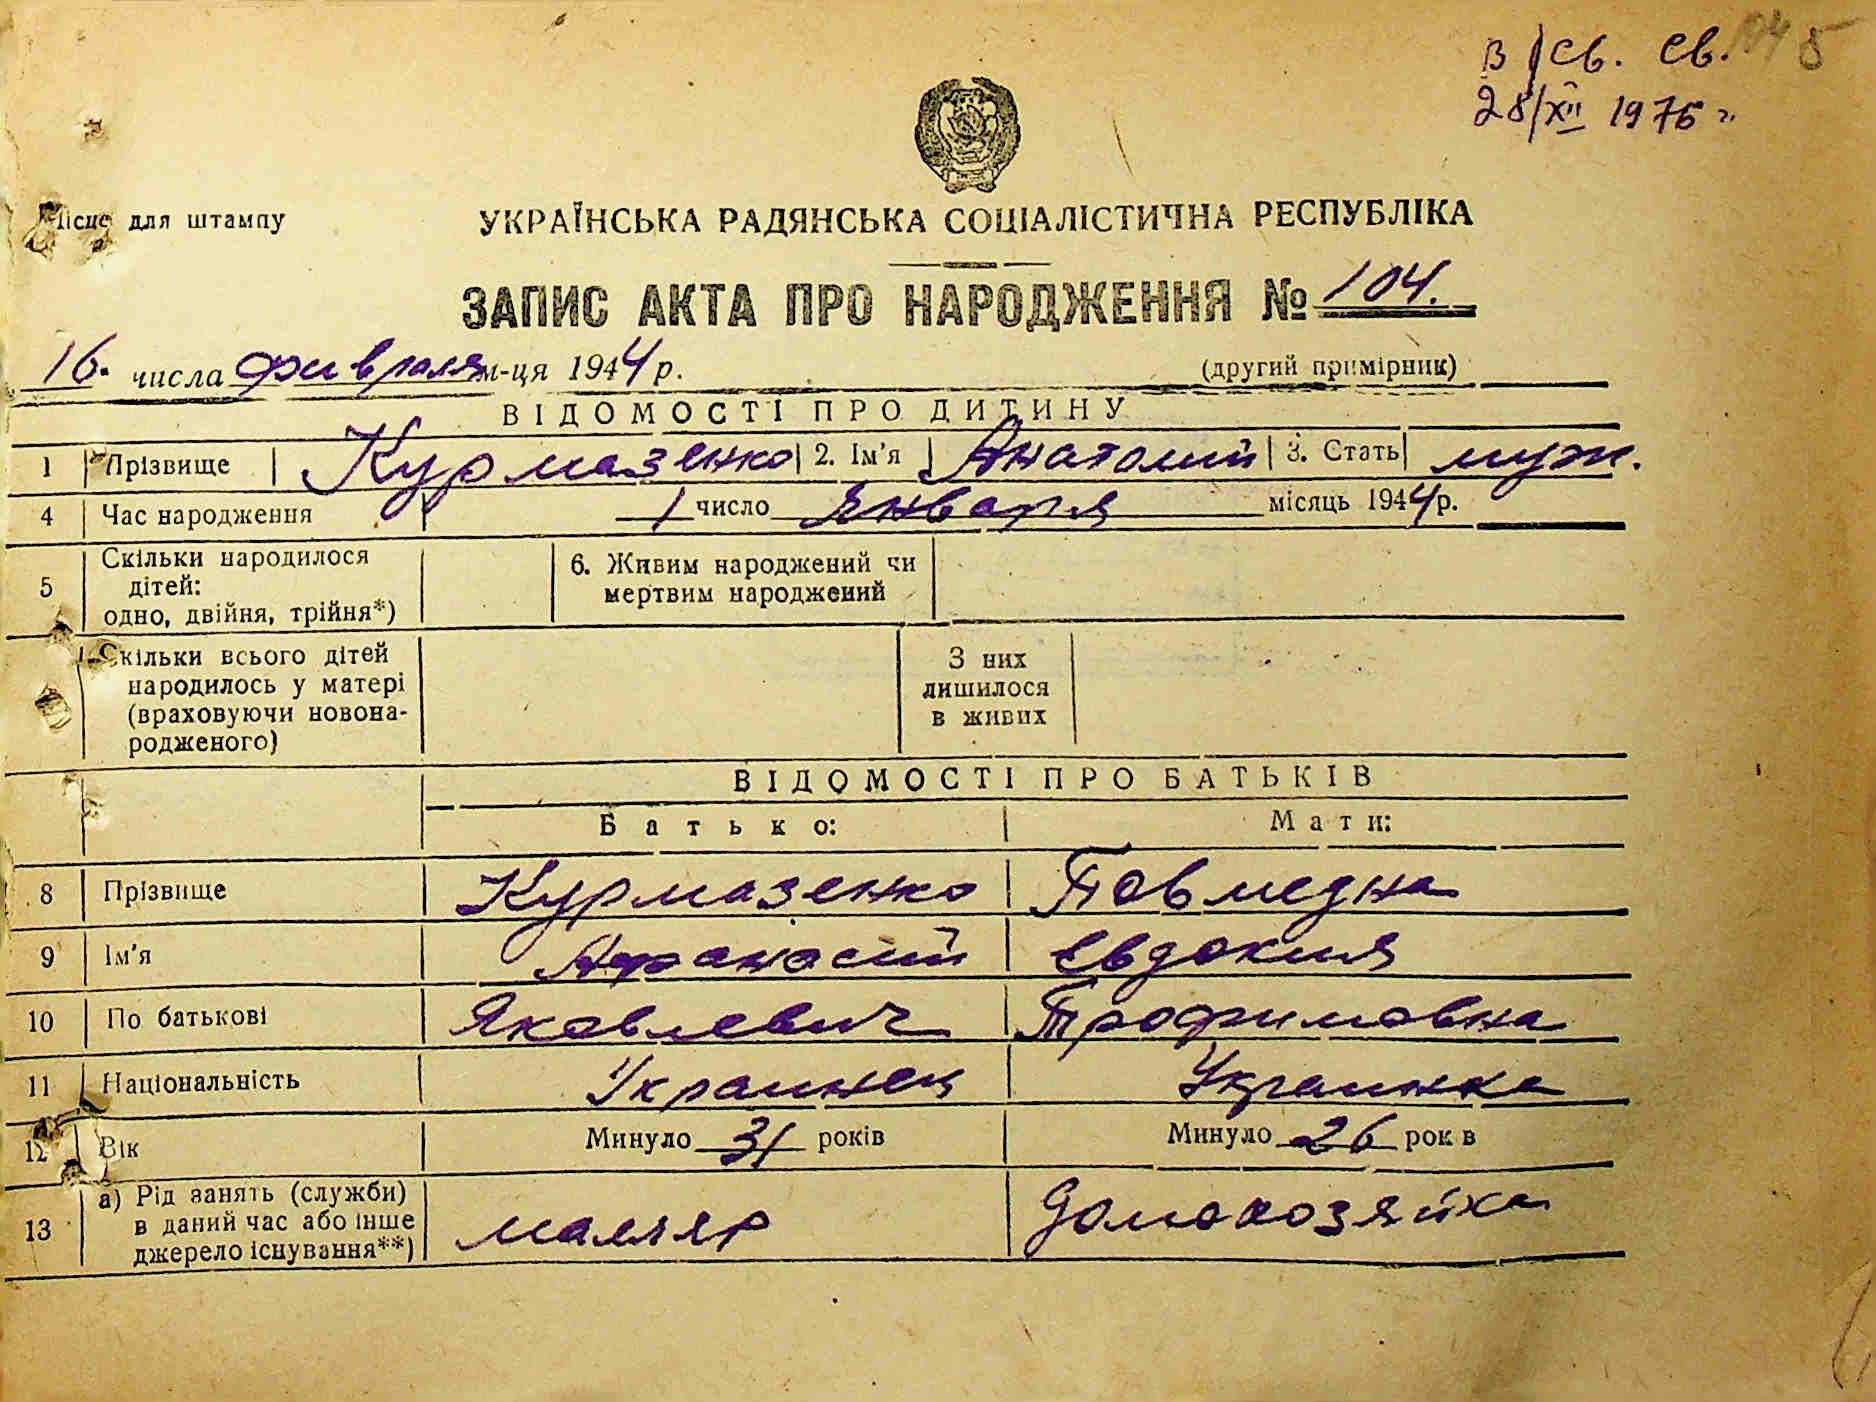 в/св. св.
28/XII 1976 г.
Місце для штампу
УКРАЇНСЬКА РАДЯНСЬКА СОЦІАЛІСТИЧНА РЕСПУБЛІКА
ЗАПИС АКТА ПРО НАРОДЖЕННЯ № 104.
16. числа февраля м-ця 1944 р. (другий примірник)
ВІДОМОСТІ ПРО ДИТИНУ
1 Прізвище Курмазенко 2. Ім'я Анатолий 3. Стать муж.
4 Час народження 1 число января місяць 1944 р.
5 Скільки народилося дітей: одно, двійня, трійня*) 6. Живим народжений чи мертвим народжений
Скільки всього дітей народилось у матері (враховуючи новонародженого) З них лишилося в живих
ВІДОМОСТІ ПРО БАТЬКІВ
Батько: Мати:
8 Прізвище Курмазенко
9 Ім'я Афанасий Евдокия
10 По батькові Яковлевич Трофимовна
11 Національність Украинец Украинка
12 Вік Минуло 31 років Минуло 26 рок в
13 а) Рід занять (служби) в даний час або інше джерело існування**) маляр домохозяйка